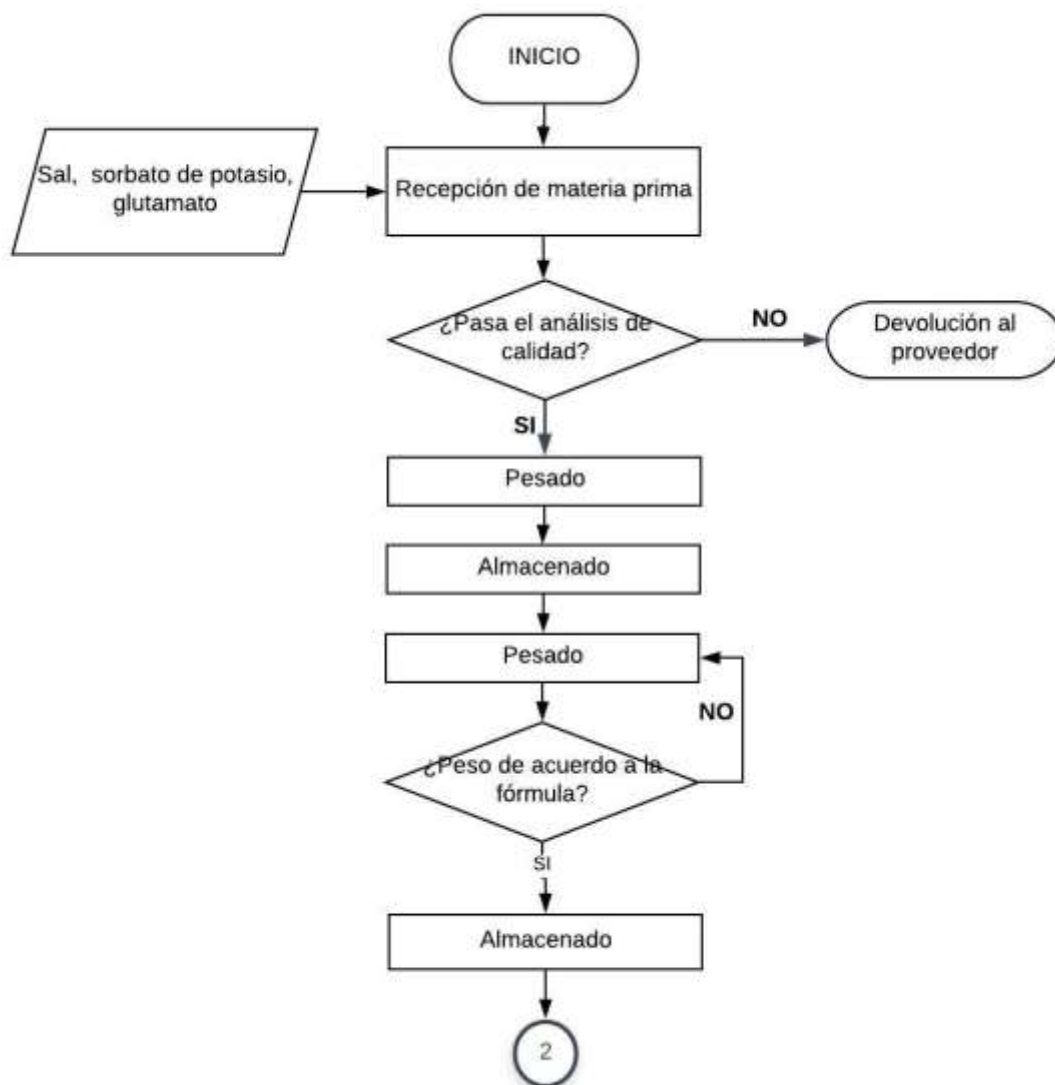 INICIO
Sal, sorbato de potasio,
glutamato
Recepción de materia prima
¿Pasa el análisis de
calidad?
NO
Devolución al
proveedor
SI
Pesado
Almacenado
Pesado
NO
¿Peso de acuerdo a la
fórmula?
SI
Almacenado
2